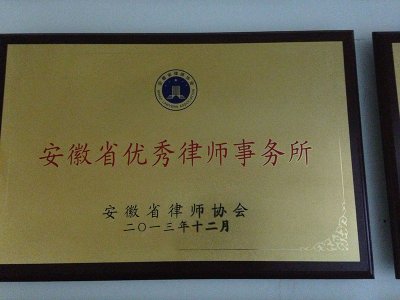 安徽省优秀律师事务所
安徽省律师协会
二〇一三年十二月